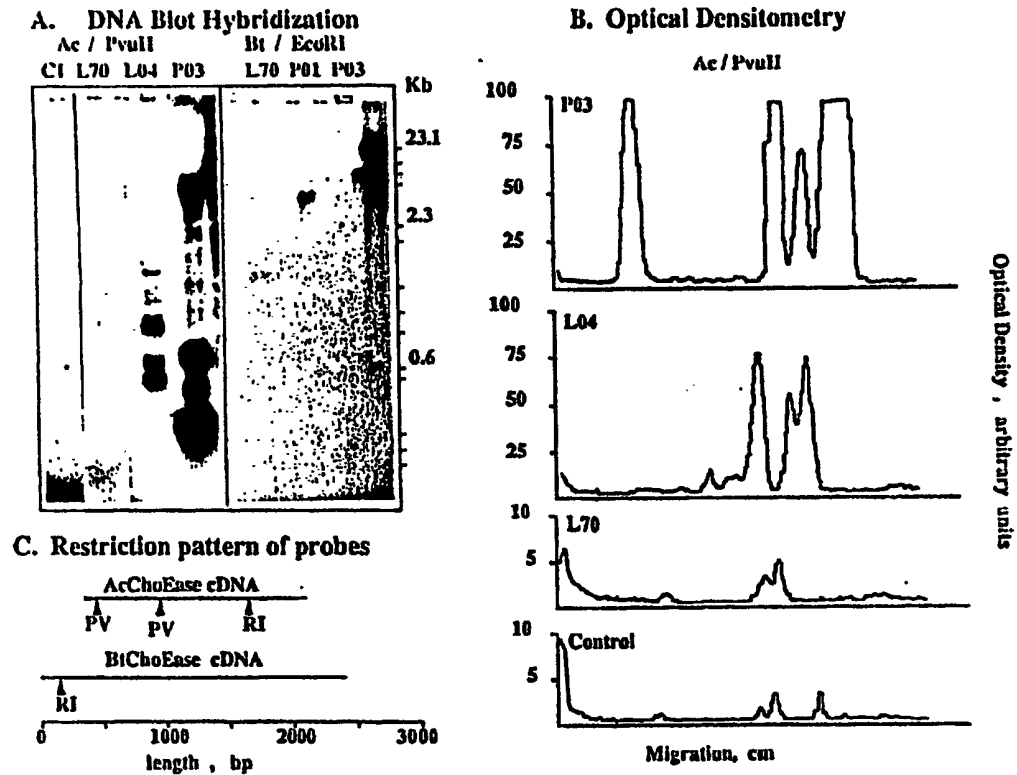 A. DNA Blot Hybridization
Ac / PvuII Bt / EcoRI
Ct L70 L04 P03 L70 P01 P03
Kb
23.1
2.3
0.6
C. Restriction pattern of probes
AcChoEase cDNA
PV PV RI
BtChoEase cDNA
RI
0 1000 2000 3000
length , bp
B. Optical Densitometry
Ac / PvuII
100
P03
75
50
25
100
L04
75
50
25
10
L70
5
10
Control
5
Migration, cm
Optical Density , arbitrary units